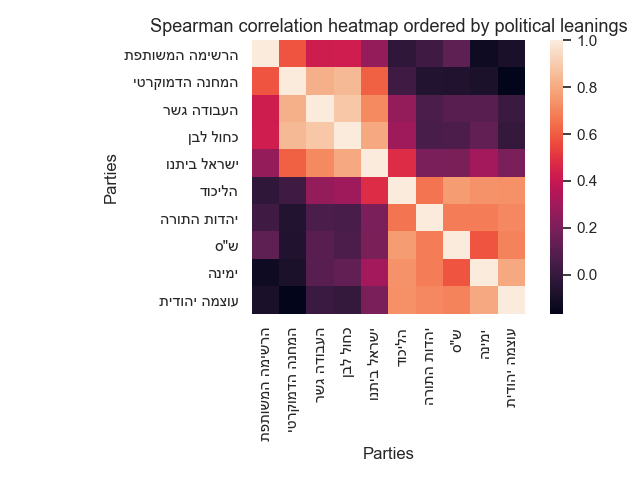 Spearman correlation heatmap ordered by political leanings
Parties
הרשימה המשותפת
המחנה הדמוקרטי
העבודה גשר
כחול לבן
ישראל ביתנו
הליכוד
יהדות התורה
ש"ס
ימינה
עוצמה יהודית
הרשימה המשותפת
המחנה הדמוקרטי
העבודה גשר
כחול לבן
ישראל ביתנו
הליכוד
יהדות התורה
ש"ס
ימינה
עוצמה יהודית
Parties
1.0
0.8
0.6
0.4
0.2
0.0